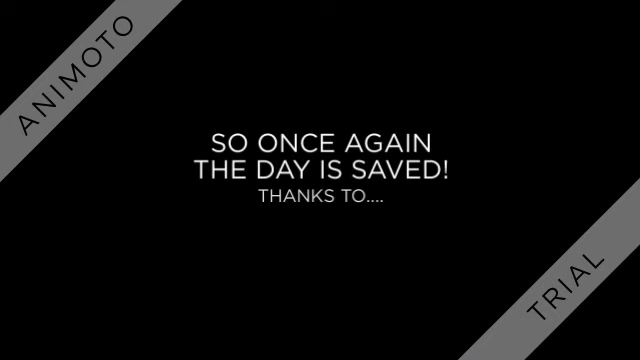 ANIMOTO
SO ONCE AGAIN
THE DAY IS SAVED!
THANKS TO....
TRIAL